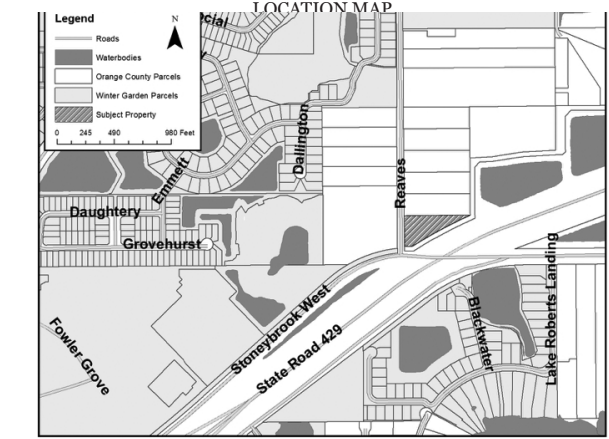 LOCATION MAP
Legend
N
Roads
Waterbodies
Orange County Parcels
Winter Garden Parcels
Subject Property
0 245 490 980 Feet
Dallington
Emmett
Reaves
Daughtery
Grovehurst
Stoneybrook West
State Road 429
Fowler Grove
Blackwater
Lake Roberts Landing